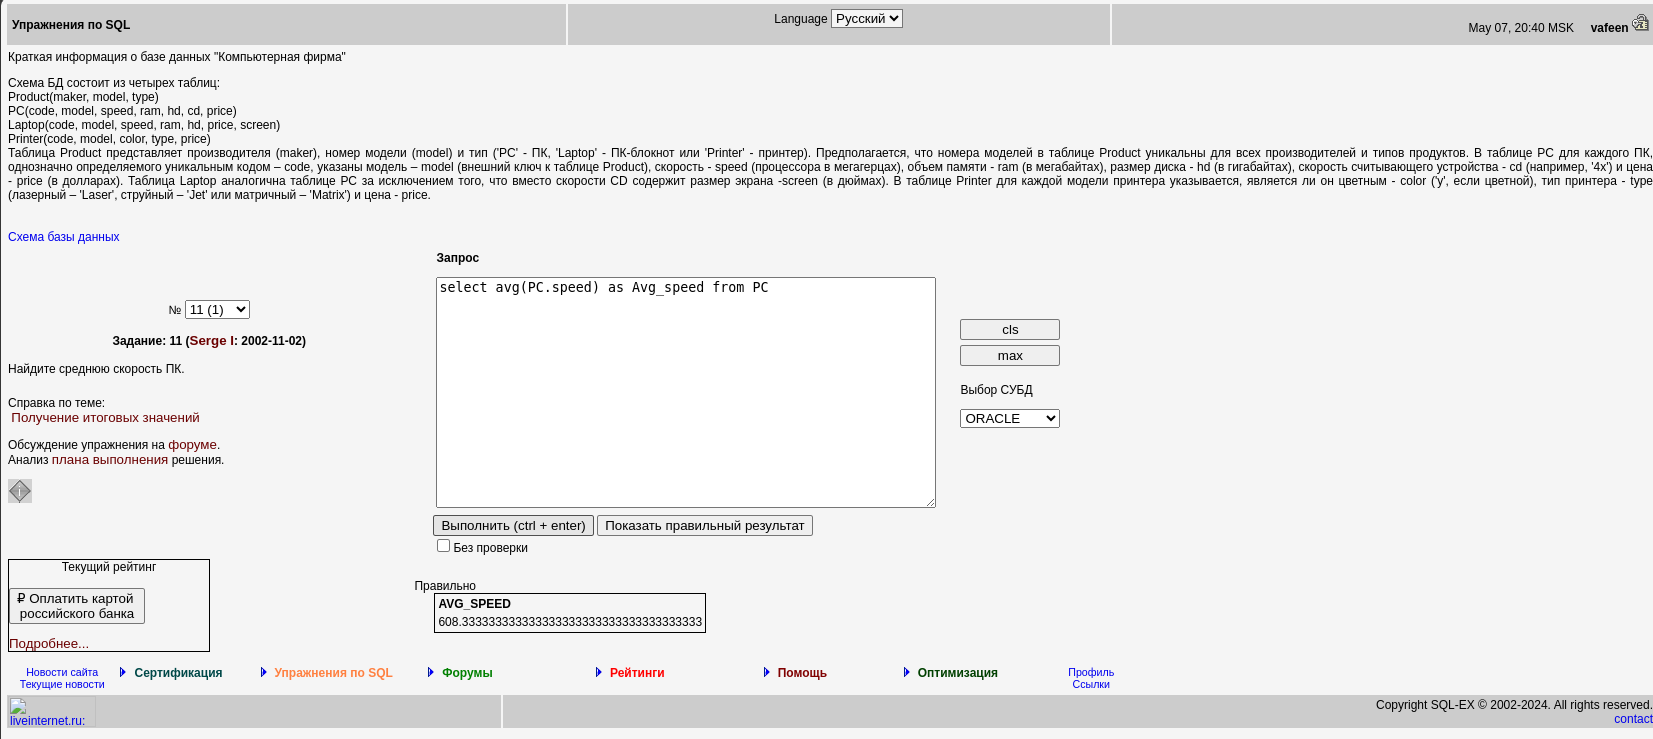 Упражнения по SQL
Language Русский
May 07, 20:40 MSK vafeen
Краткая информация о базе данных "Компьютерная фирма"
Схема БД состоит из четырех таблиц:
Product(maker, model, type)
PC(code, model, speed, ram, hd, cd, price)
Laptop(code, model, speed, ram, hd, price, screen)
Printer(code, model, color, type, price)
Таблица Product представляет производителя (maker), номер модели (model) и тип ('PC' - ПК, 'Laptop' - ПК-блокнот или 'Printer' - принтер). Предполагается, что номера моделей в таблице Product уникальны для всех производителей и типов продуктов. В таблице PC для каждого ПК,
однозначно определяемого уникальным кодом – code, указаны модель – model (внешний ключ к таблице Product), скорость - speed (процессора в мегагерцах), объем памяти - ram (в мегабайтах), размер диска - hd (в гигабайтах), скорость считывающего устройства - cd (например, '4x') и цена
- price (в долларах). Таблица Laptop аналогична таблице РС за исключением того, что вместо скорости CD содержит размер экрана -screen (в дюймах). В таблице Printer для каждой модели принтера указывается, является ли он цветным - color ('y', если цветной), тип принтера - type
(лазерный – 'Laser', струйный – 'Jet' или матричный – 'Matrix') и цена - price.
Схема базы данных
Запрос
select avg(PC.speed) as Avg_speed from PC
№ 11 (1)
cls
Задание: 11 (Serge I: 2002-11-02)
max
Найдите среднюю скорость ПК.
Выбор СУБД
Справка по теме:
Получение итоговых значений
ORACLE
Обсуждение упражнения на форуме.
Анализ плана выполнения решения.
Выполнить (ctrl + enter) Показать правильный результат
Без проверки
Текущий рейтинг
₽ Оплатить картой
российского банка
Подробнее...
Правильно
AVG_SPEED
608.3333333333333333333333333333333333333
Новости сайта
Текущие новости
Сертификация
Упражнения по SQL
Форумы
Рейтинги
Помощь
Оптимизация
Профиль
Ссылки
liveinternet.ru:
Copyright SQL-EX © 2002-2024. All rights reserved.
contact